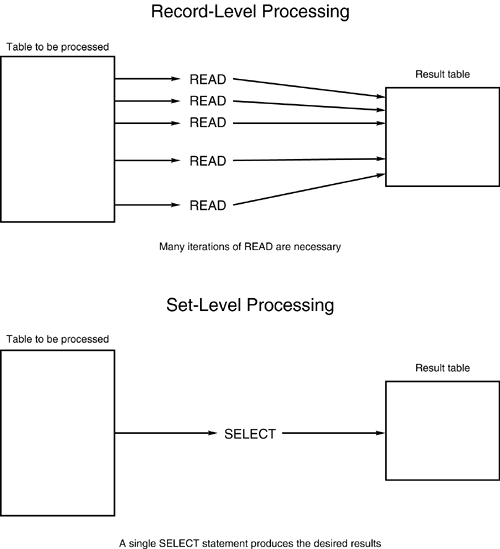 Record-Level Processing
Table to be processed
Result table
READ
READ
READ
READ
READ
Many iterations of READ are necessary
Set-Level Processing
Table to be processed
Result table
SELECT
A single SELECT statement produces the desired results